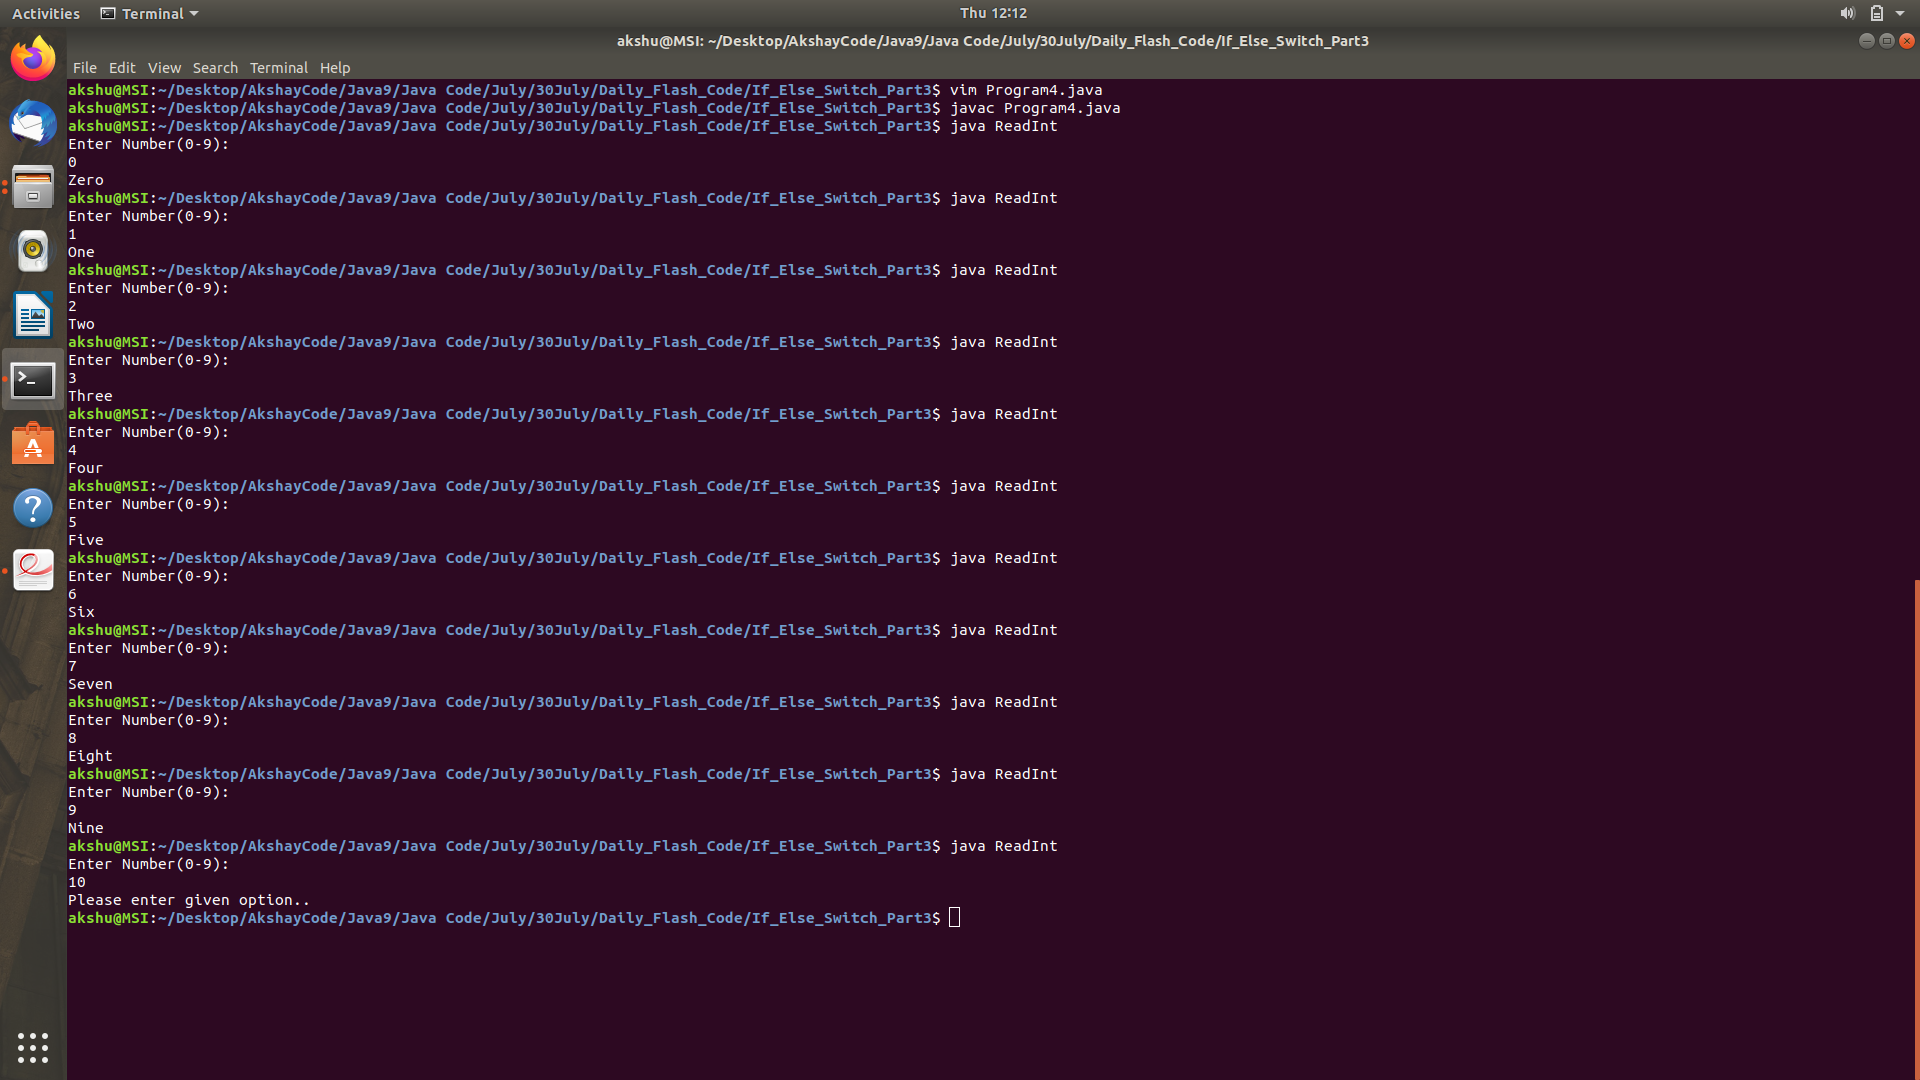 Activities Terminal Thu 12:12
akshu@MSI: ~/Desktop/AkshayCode/Java9/Java Code/July/30July/Daily_Flash_Code/If_Else_Switch_Part3
File Edit View Search Terminal Help
akshu@MSI:~/Desktop/AkshayCode/Java9/Java Code/July/30July/Daily_Flash_Code/If_Else_Switch_Part3$ vim Program4.java
akshu@MSI:~/Desktop/AkshayCode/Java9/Java Code/July/30July/Daily_Flash_Code/If_Else_Switch_Part3$ javac Program4.java
akshu@MSI:~/Desktop/AkshayCode/Java9/Java Code/July/30July/Daily_Flash_Code/If_Else_Switch_Part3$ java ReadInt
Enter Number(0-9):
0
Zero
akshu@MSI:~/Desktop/AkshayCode/Java9/Java Code/July/30July/Daily_Flash_Code/If_Else_Switch_Part3$ java ReadInt
Enter Number(0-9):
1
One
akshu@MSI:~/Desktop/AkshayCode/Java9/Java Code/July/30July/Daily_Flash_Code/If_Else_Switch_Part3$ java ReadInt
Enter Number(0-9):
2
Two
akshu@MSI:~/Desktop/AkshayCode/Java9/Java Code/July/30July/Daily_Flash_Code/If_Else_Switch_Part3$ java ReadInt
Enter Number(0-9):
3
Three
akshu@MSI:~/Desktop/AkshayCode/Java9/Java Code/July/30July/Daily_Flash_Code/If_Else_Switch_Part3$ java ReadInt
Enter Number(0-9):
4
Four
akshu@MSI:~/Desktop/AkshayCode/Java9/Java Code/July/30July/Daily_Flash_Code/If_Else_Switch_Part3$ java ReadInt
Enter Number(0-9):
5
Five
akshu@MSI:~/Desktop/AkshayCode/Java9/Java Code/July/30July/Daily_Flash_Code/If_Else_Switch_Part3$ java ReadInt
Enter Number(0-9):
6
Six
akshu@MSI:~/Desktop/AkshayCode/Java9/Java Code/July/30July/Daily_Flash_Code/If_Else_Switch_Part3$ java ReadInt
Enter Number(0-9):
7
Seven
akshu@MSI:~/Desktop/AkshayCode/Java9/Java Code/July/30July/Daily_Flash_Code/If_Else_Switch_Part3$ java ReadInt
Enter Number(0-9):
8
Eight
akshu@MSI:~/Desktop/AkshayCode/Java9/Java Code/July/30July/Daily_Flash_Code/If_Else_Switch_Part3$ java ReadInt
Enter Number(0-9):
9
Nine
akshu@MSI:~/Desktop/AkshayCode/Java9/Java Code/July/30July/Daily_Flash_Code/If_Else_Switch_Part3$ java ReadInt
Enter Number(0-9):
10
Please enter given option..
akshu@MSI:~/Desktop/AkshayCode/Java9/Java Code/July/30July/Daily_Flash_Code/If_Else_Switch_Part3$